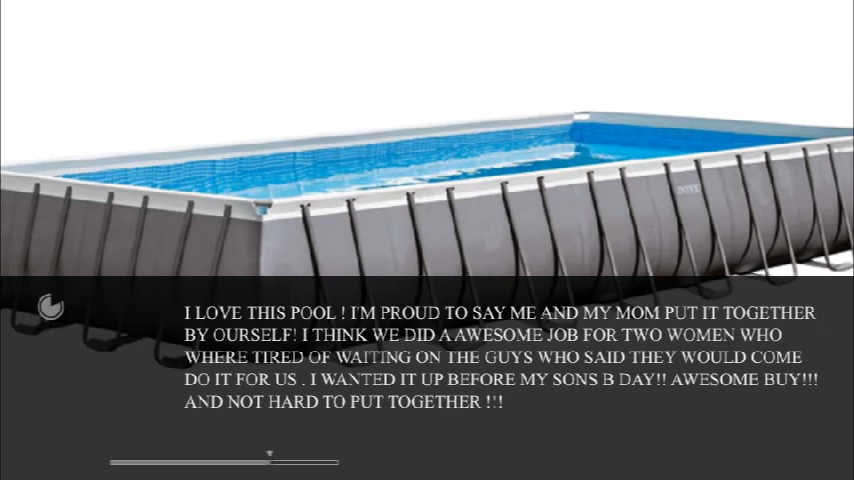 INTEX
I LOVE THIS POOL ! I'M PROUD TO SAY ME AND MY MOM PUT IT TOGETHER
BY OURSELF! I THINK WE DID A AWESOME JOB FOR TWO WOMEN WHO
WHERE TIRED OF WAITING ON THE GUYS WHO SAID THEY WOULD COME
DO IT FOR US . I WANTED IT UP BEFORE MY SONS B DAY!! AWESOME BUY!!!
AND NOT HARD TO PUT TOGETHER !!!